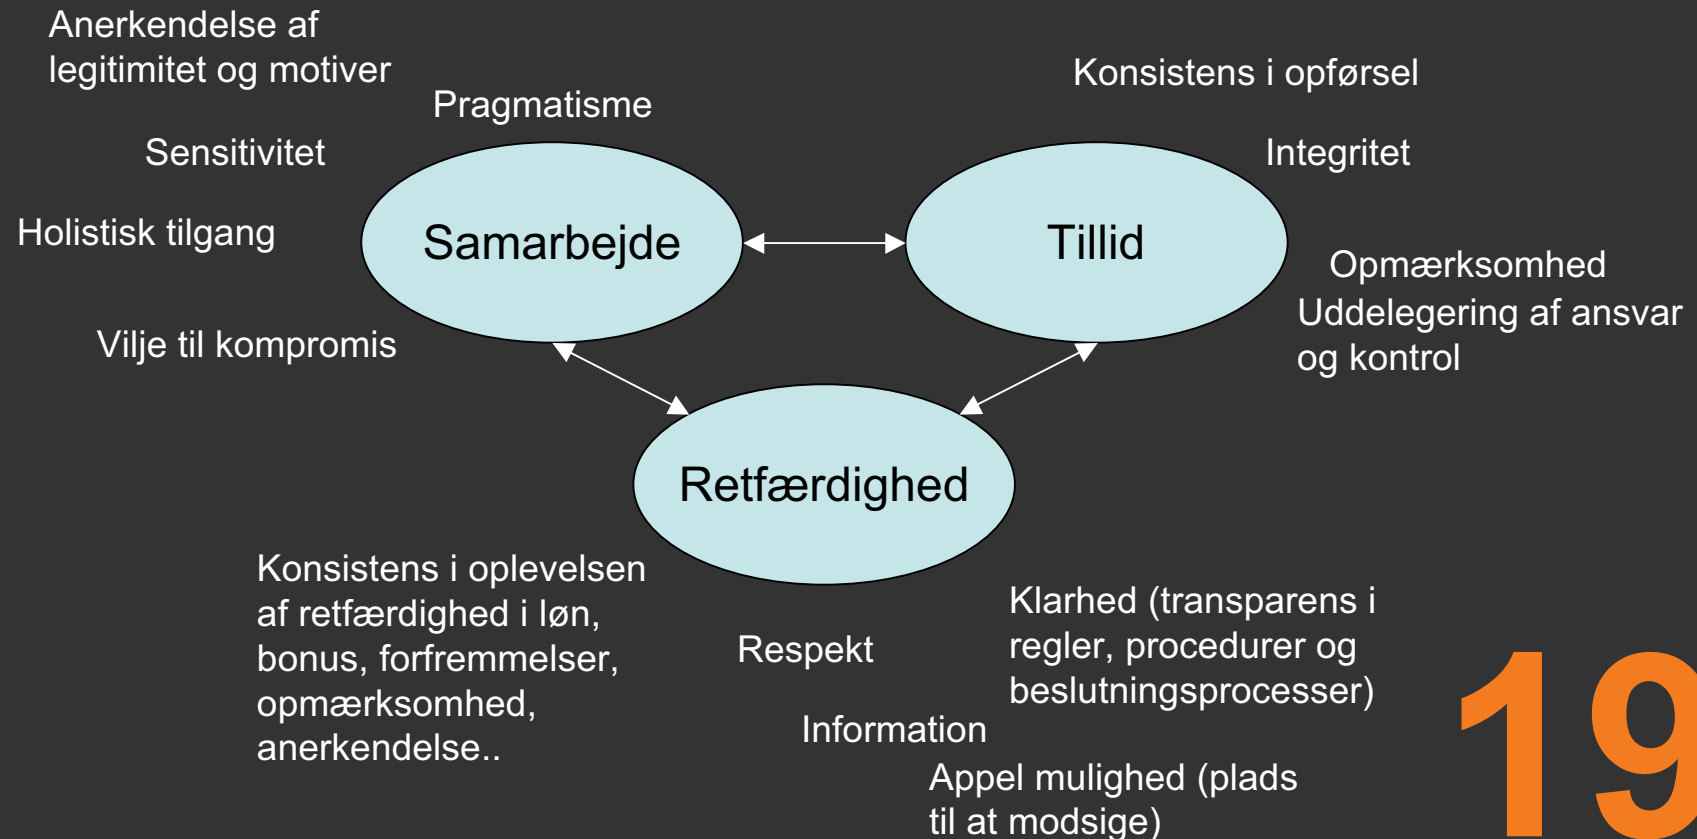 Anerkendelse af
legitimitet og motiver
Pragmatisme
Sensitivitet
Holistisk tilgang
Vilje til kompromis
Samarbejde
Konsistens i opførsel
Integritet
Tillid
Opmærksomhed
Uddelegering af ansvar
og kontrol
Retfærdighed
Konsistens i oplevelsen
af retfærdighed i løn,
bonus, forfremmelser,
opmærksomhed,
anerkendelse..
Respekt
Information
Klarhed (transparens i
regler, procedurer og
beslutningsprocesser)
Appel mulighed (plads
til at modsige)
19